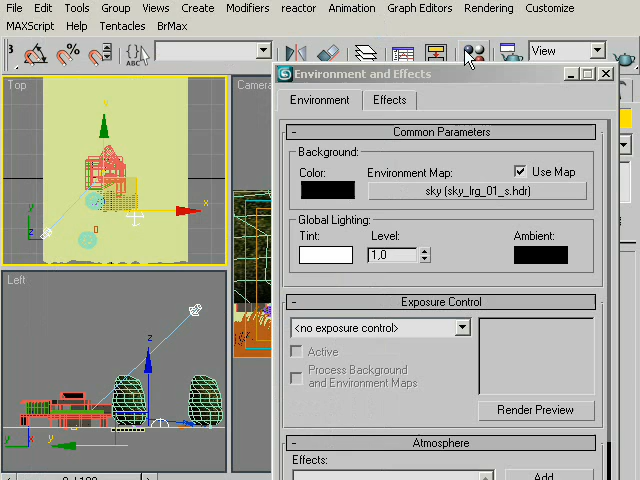 File Edit Tools Group Views Create Modifiers reactor Animation Graph Editors Rendering Customize
MAXScript Help Tentacles BrMax
3 % {} ABC View
Environment and Effects
Environment Effects
Top
Camera
- Common Parameters
Background:
Color: Environment Map: Use Map
sky (sky_lrg_01_s.hdr)
Global Lighting:
Tint: Level: Ambient:
1,0
y
x
y
z
- Exposure Control
Left
<no exposure control>
Active
Process Background
and Environment Maps
Render Preview
z
y x y
- Atmosphere
Effects:
Add...